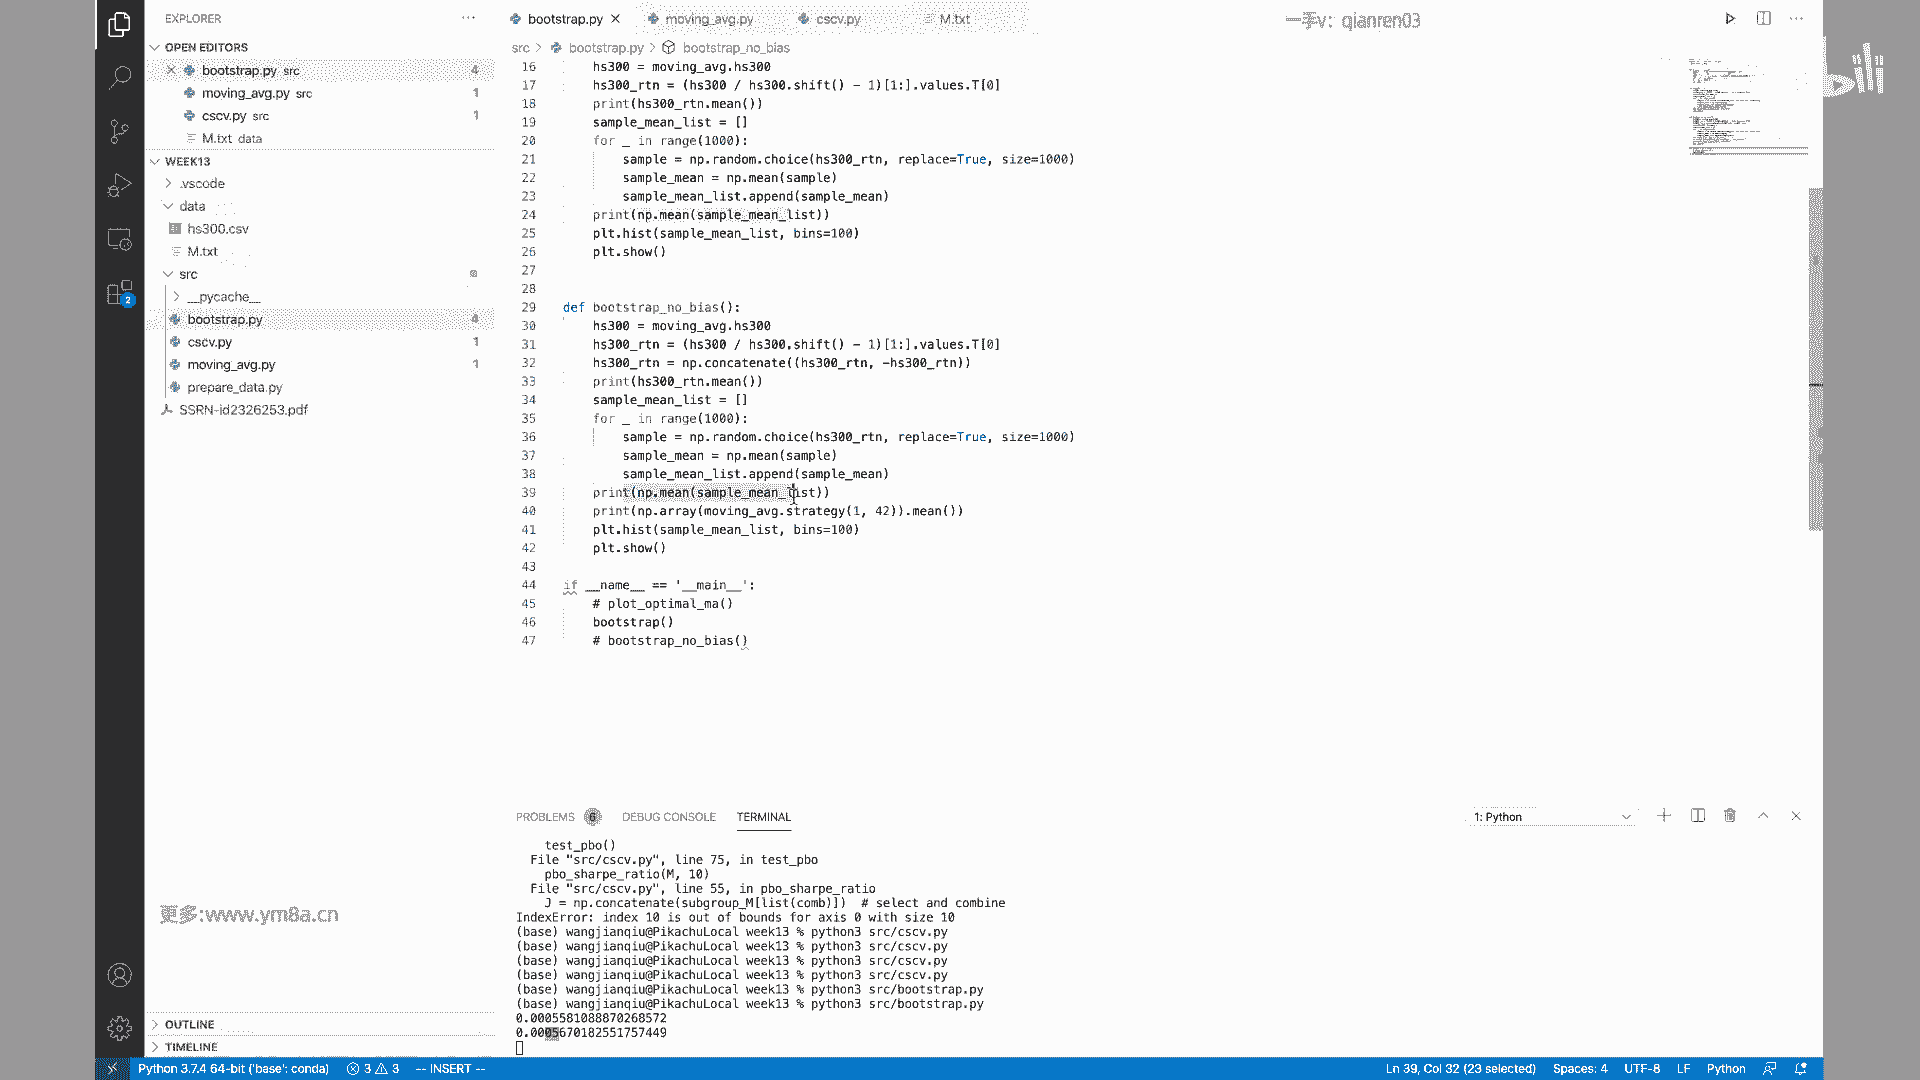 EXPLORER
OPEN EDITORS
bootstrap.py src 4
moving_avg.py src 1
cscv.py src 1
M.txt data
WEEK13
.vscode
data
hs300.csv
M.txt
src
__pycache__
bootstrap.py 4
cscv.py 1
moving_avg.py 1
prepare_data.py
SSRN-id2326253.pdf
2
更多:www.ym8a.cn
OUTLINE
TIMELINE
bootstrap.py moving_avg.py cscv.py M.txt
一手v: qianren03
bili
src > bootstrap.py > bootstrap_no_bias
16 hs300 = moving_avg.hs300
17 hs300_rtn = (hs300 / hs300.shift() - 1)[1:].values.T[0]
18 print(hs300_rtn.mean())
19 sample_mean_list = []
20 for _ in range(1000):
21 sample = np.random.choice(hs300_rtn, replace=True, size=1000)
22 sample_mean = np.mean(sample)
23 sample_mean_list.append(sample_mean)
24 print(np.mean(sample_mean_list))
25 plt.hist(sample_mean_list, bins=100)
26 plt.show()
27
28
29 def bootstrap_no_bias():
30 hs300 = moving_avg.hs300
31 hs300_rtn = (hs300 / hs300.shift() - 1)[1:].values.T[0]
32 hs300_rtn = np.concatenate((hs300_rtn, -hs300_rtn))
33 print(hs300_rtn.mean())
34 sample_mean_list = []
35 for _ in range(1000):
36 sample = np.random.choice(hs300_rtn, replace=True, size=1000)
37 sample_mean = np.mean(sample)
38 sample_mean_list.append(sample_mean)
39 print(np.mean(sample_mean_list))
40 print(np.array(moving_avg.strategy(1, 42)).mean())
41 plt.hist(sample_mean_list, bins=100)
42 plt.show()
43
44 if __name__ == '__main__':
45 # plot_optimal_ma()
46 bootstrap()
47 # bootstrap_no_bias()
PROBLEMS 6 DEBUG CONSOLE TERMINAL
1: Python
test_pbo()
File "src/cscv.py", line 75, in test_pbo
pbo_sharpe_ratio(M, 10)
File "src/cscv.py", line 55, in pbo_sharpe_ratio
J = np.concatenate(subgroup_M[list(comb)]) # select and combine
IndexError: index 10 is out of bounds for axis 0 with size 10
(base) wangjianqiu@PikachuLocal week13 % python3 src/cscv.py
(base) wangjianqiu@PikachuLocal week13 % python3 src/cscv.py
(base) wangjianqiu@PikachuLocal week13 % python3 src/cscv.py
(base) wangjianqiu@PikachuLocal week13 % python3 src/cscv.py
(base) wangjianqiu@PikachuLocal week13 % python3 src/bootstrap.py
(base) wangjianqiu@PikachuLocal week13 % python3 src/bootstrap.py
0.0005581088870268572
0.0005670182551757449
Python 3.7.4 64-bit ('base': conda) 3 3 -- INSERT -- Ln 39, Col 32 (23 selected) Spaces: 4 UTF-8 LF Python